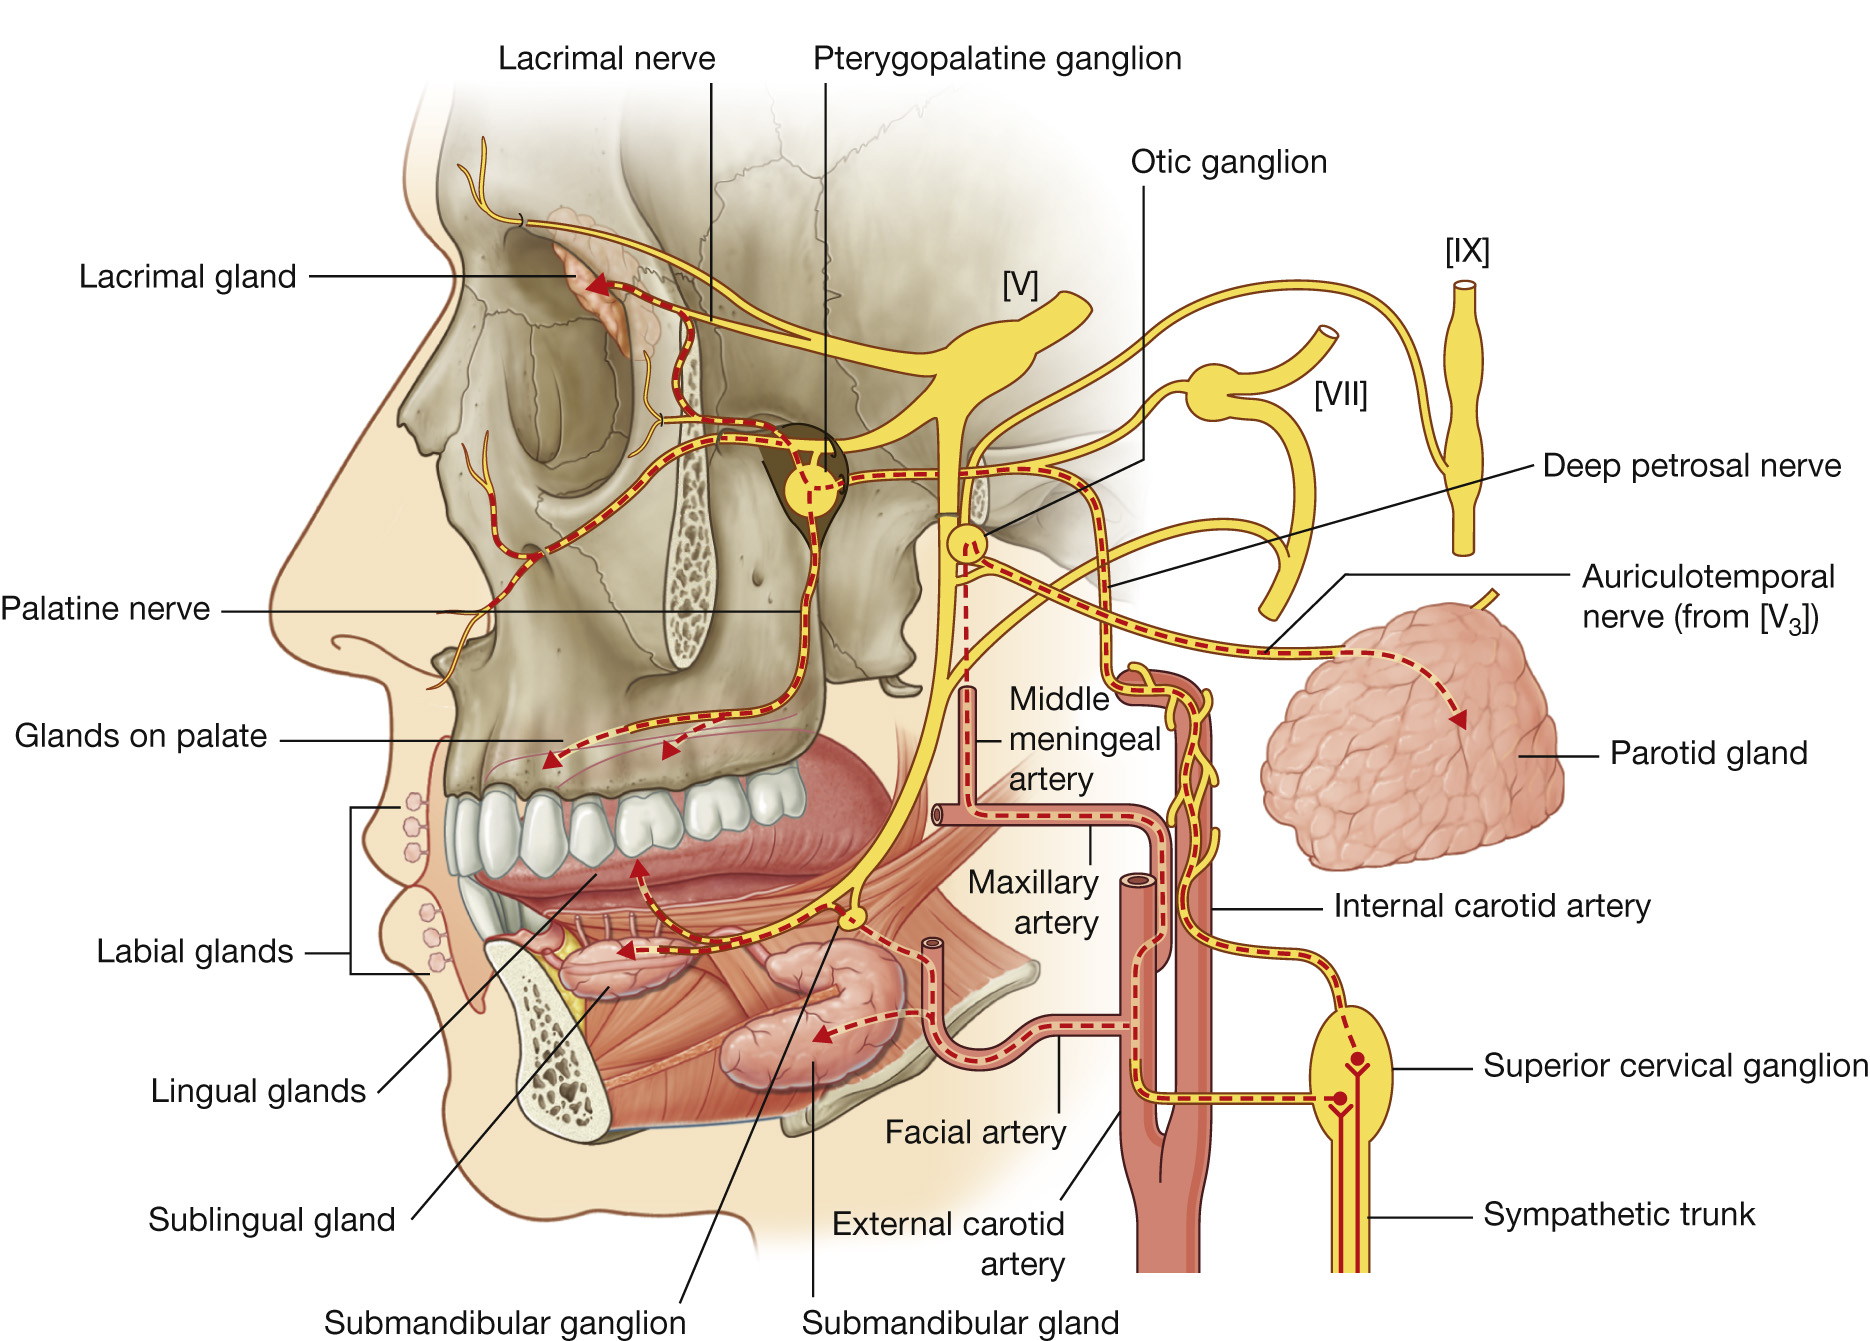 Lacrimal nerve
Pterygopalatine ganglion
Otic ganglion
[IX]
Lacrimal gland
[V]
[VII]
Deep petrosal nerve
Auriculotemporal
nerve (from [V3])
Palatine nerve
Middle
meningeal
artery
Glands on palate
Parotid gland
Maxillary
artery
Internal carotid artery
Labial glands
Superior cervical ganglion
Lingual glands
Facial artery
Sublingual gland
External carotid
artery
Sympathetic trunk
Submandibular ganglion
Submandibular gland